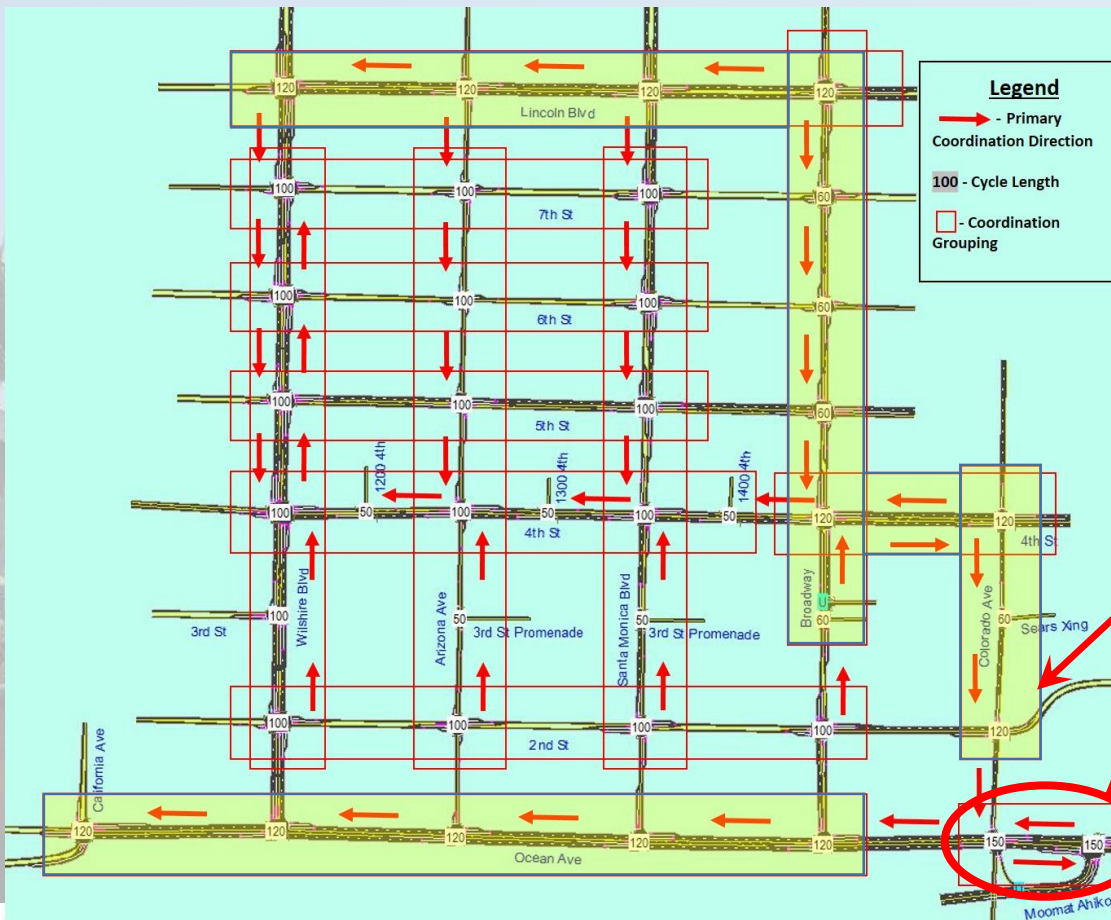 120 120 120 120
Lincoln Blvd
Legend
- Primary
Coordination Direction
100 - Cycle Length
- Coordination
Grouping
100 100 100 60
7th St
100 100 100 60
6th St
100 100 100 60
5th St
1200 4th
1300 4th
1400 4th
100 50 100 50 100 50 120 120
4th St
4th St
Wilshire Blvd
Arizona Ave
Santa Monica Blvd
Broadway
Colorado Ave
100 50 50 60 60
3rd St
3rd St Promenade
3rd St Promenade
Sears Xing
100 100 100 100 120
2nd St
California Ave
120 120 120 120 120 150 150
Ocean Ave
Moomat Ahiko